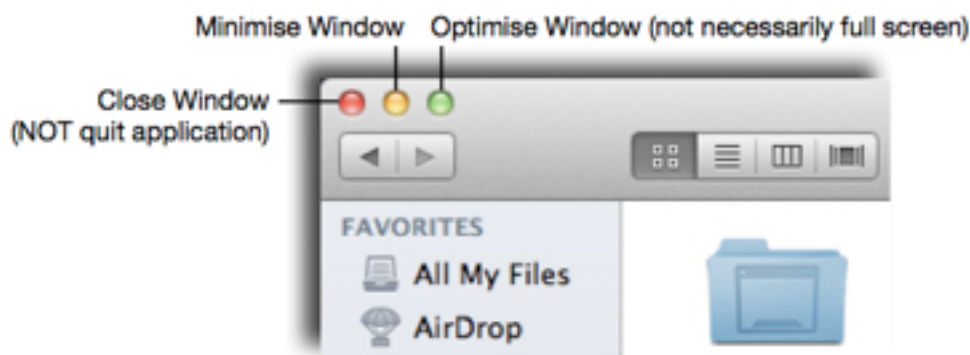 Minimise Window Optimise Window (not necessarily full screen)
Close Window
(NOT quit application)
FAVORITES
All My Files
AirDrop